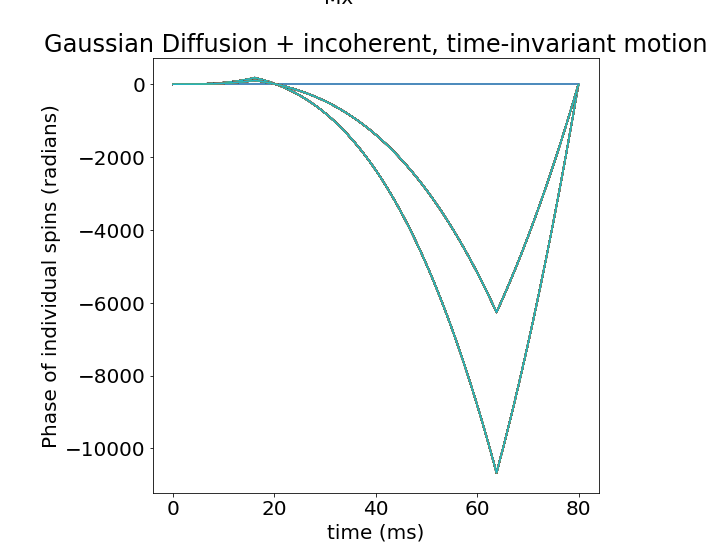 Mx
Gaussian Diffusion + incoherent, time-invariant motion
Phase of individual spins (radians)
0
−2000
−4000
−6000
−8000
−10000
0 20 40 60 80
time (ms)